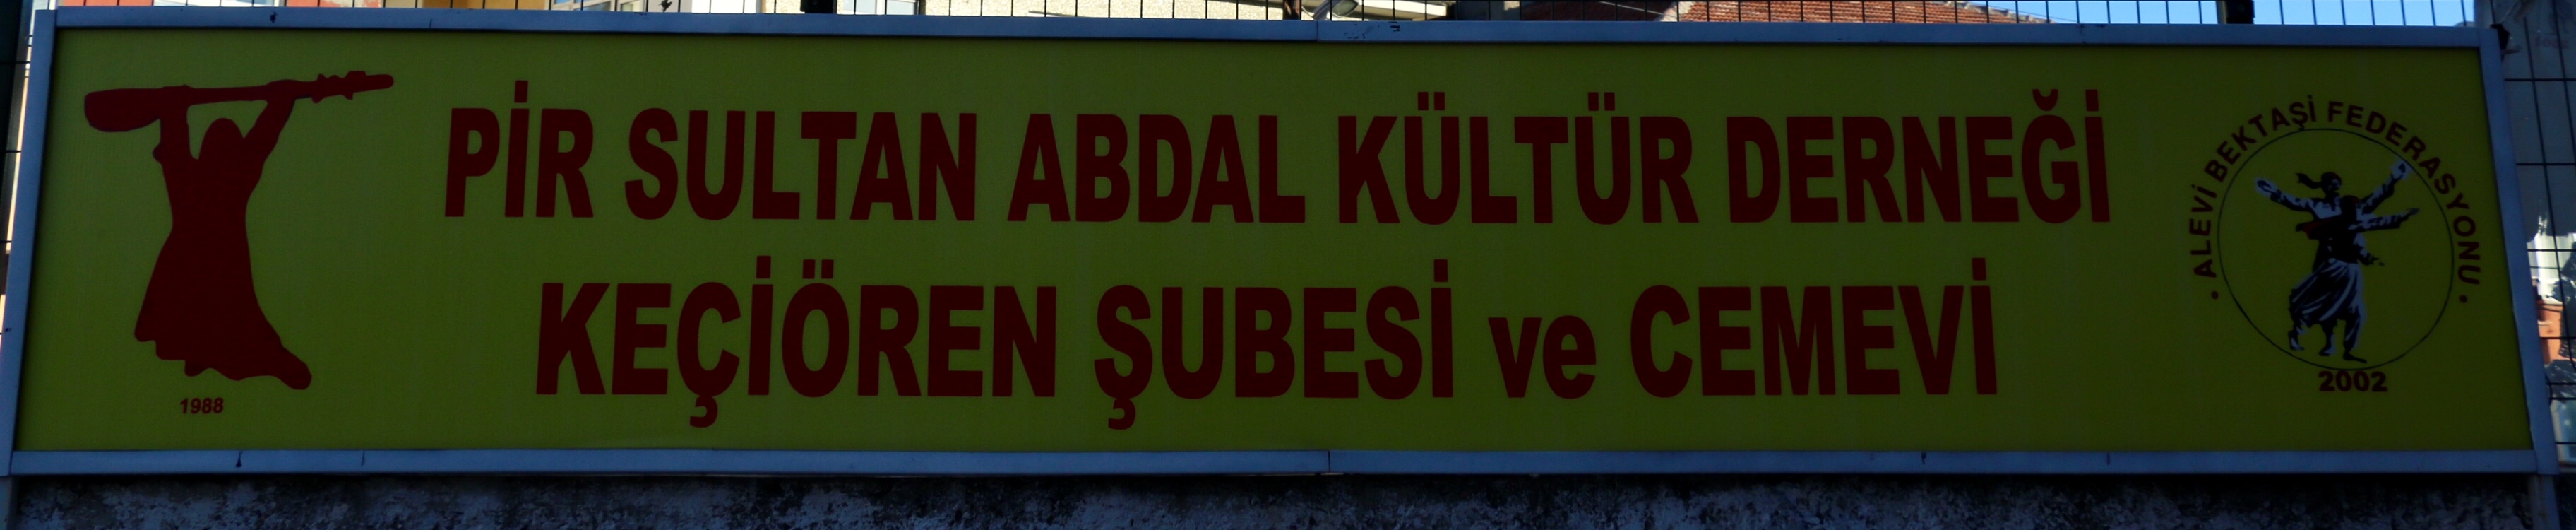 PİR SULTAN ABDAL KÜLTÜR DERNEĞİ
KEÇİÖREN ŞUBESİ ve CEMEVİ
1988
• ALEVİ BEKTAŞİ FEDERASYONU •
2002